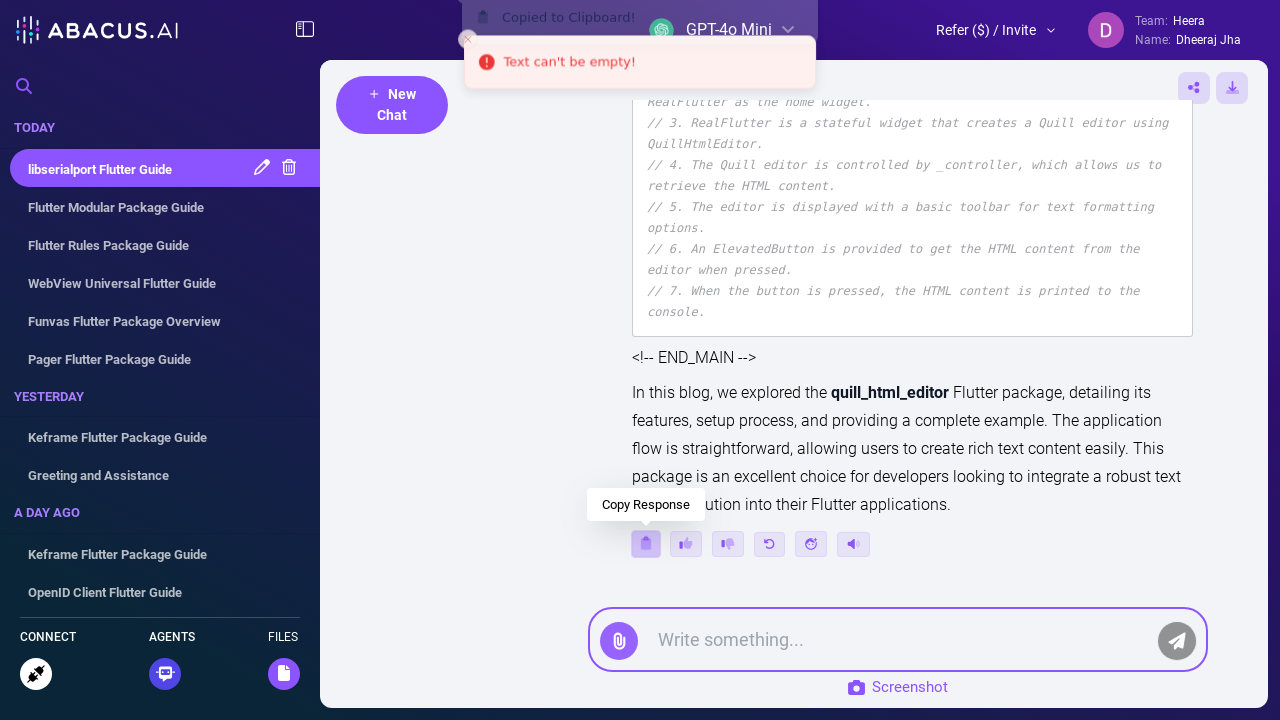 ABACUS.AI
Copied to Clipboard!
GPT-4o Mini
Text can't be empty!
Refer ($) / Invite
D
Team: Heera
Name: Dheeraj Jha
+ New
Chat
TODAY
libserialport Flutter Guide
Flutter Modular Package Guide
Flutter Rules Package Guide
WebView Universal Flutter Guide
Funvas Flutter Package Overview
Pager Flutter Package Guide
YESTERDAY
Keframe Flutter Package Guide
Greeting and Assistance
A DAY AGO
Keframe Flutter Package Guide
OpenID Client Flutter Guide
CONNECT
AGENTS
FILES
RealFlutter as the home widget.
// 3. RealFlutter is a stateful widget that creates a Quill editor using
QuillHtmlEditor.
// 4. The Quill editor is controlled by _controller, which allows us to
retrieve the HTML content.
// 5. The editor is displayed with a basic toolbar for text formatting
options.
// 6. An ElevatedButton is provided to get the HTML content from the
editor when pressed.
// 7. When the button is pressed, the HTML content is printed to the
console.
<!-- END_MAIN -->
In this blog, we explored the quill_html_editor Flutter package, detailing its
features, setup process, and providing a complete example. The application
flow is straightforward, allowing users to create rich text content easily. This
package is an excellent choice for developers looking to integrate a robust text
ution into their Flutter applications.
Copy Response
Write something...
Screenshot